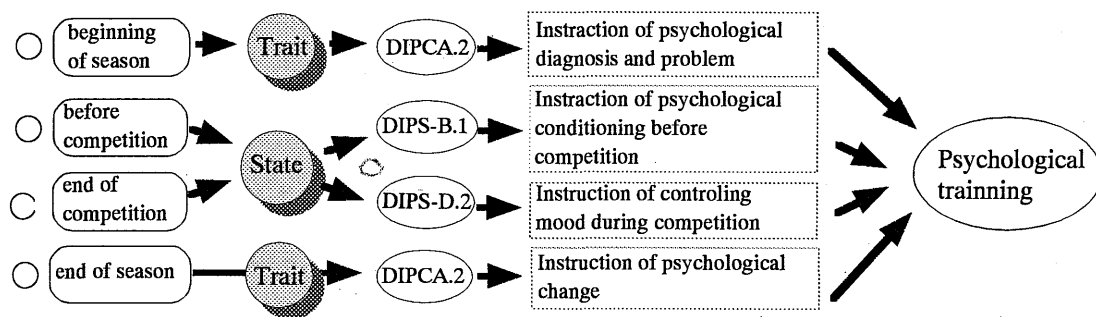 beginning
of season
Trait
DIPCA.2
Instraction of psychological
diagnosis and problem
before
competition
State
DIPS-B.1
Instraction of psychological
conditioning before
competition
end of
competition
DIPS-D.2
Instruction of controling
mood during competition
end of season
Trait
DIPCA.2
Instruction of psychological
change
Psychological
trainning